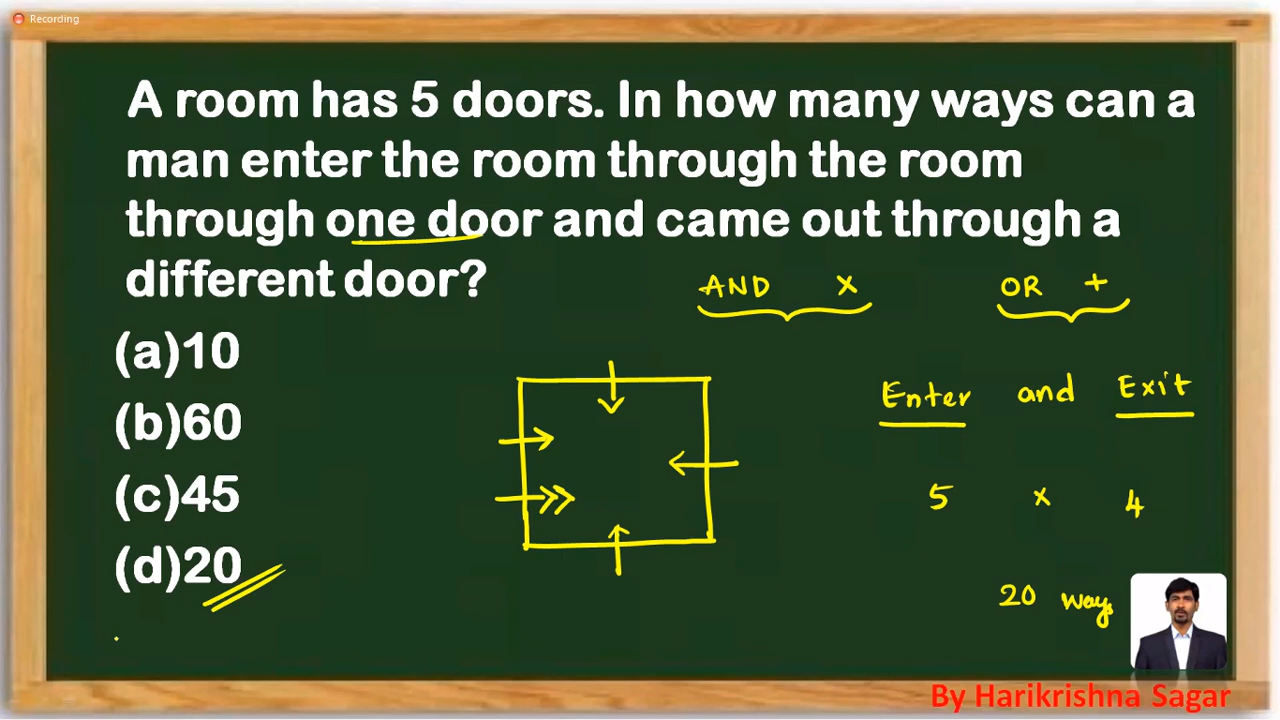 Recording
A room has 5 doors. In how many ways can a
man enter the room through the room
through one door and came out through a
different door?
AND x OR +
(a)10
(b)60
(c)45
(d)20
Enter and Exit
5 x 4
20 ways
By Harikrishna Sagar